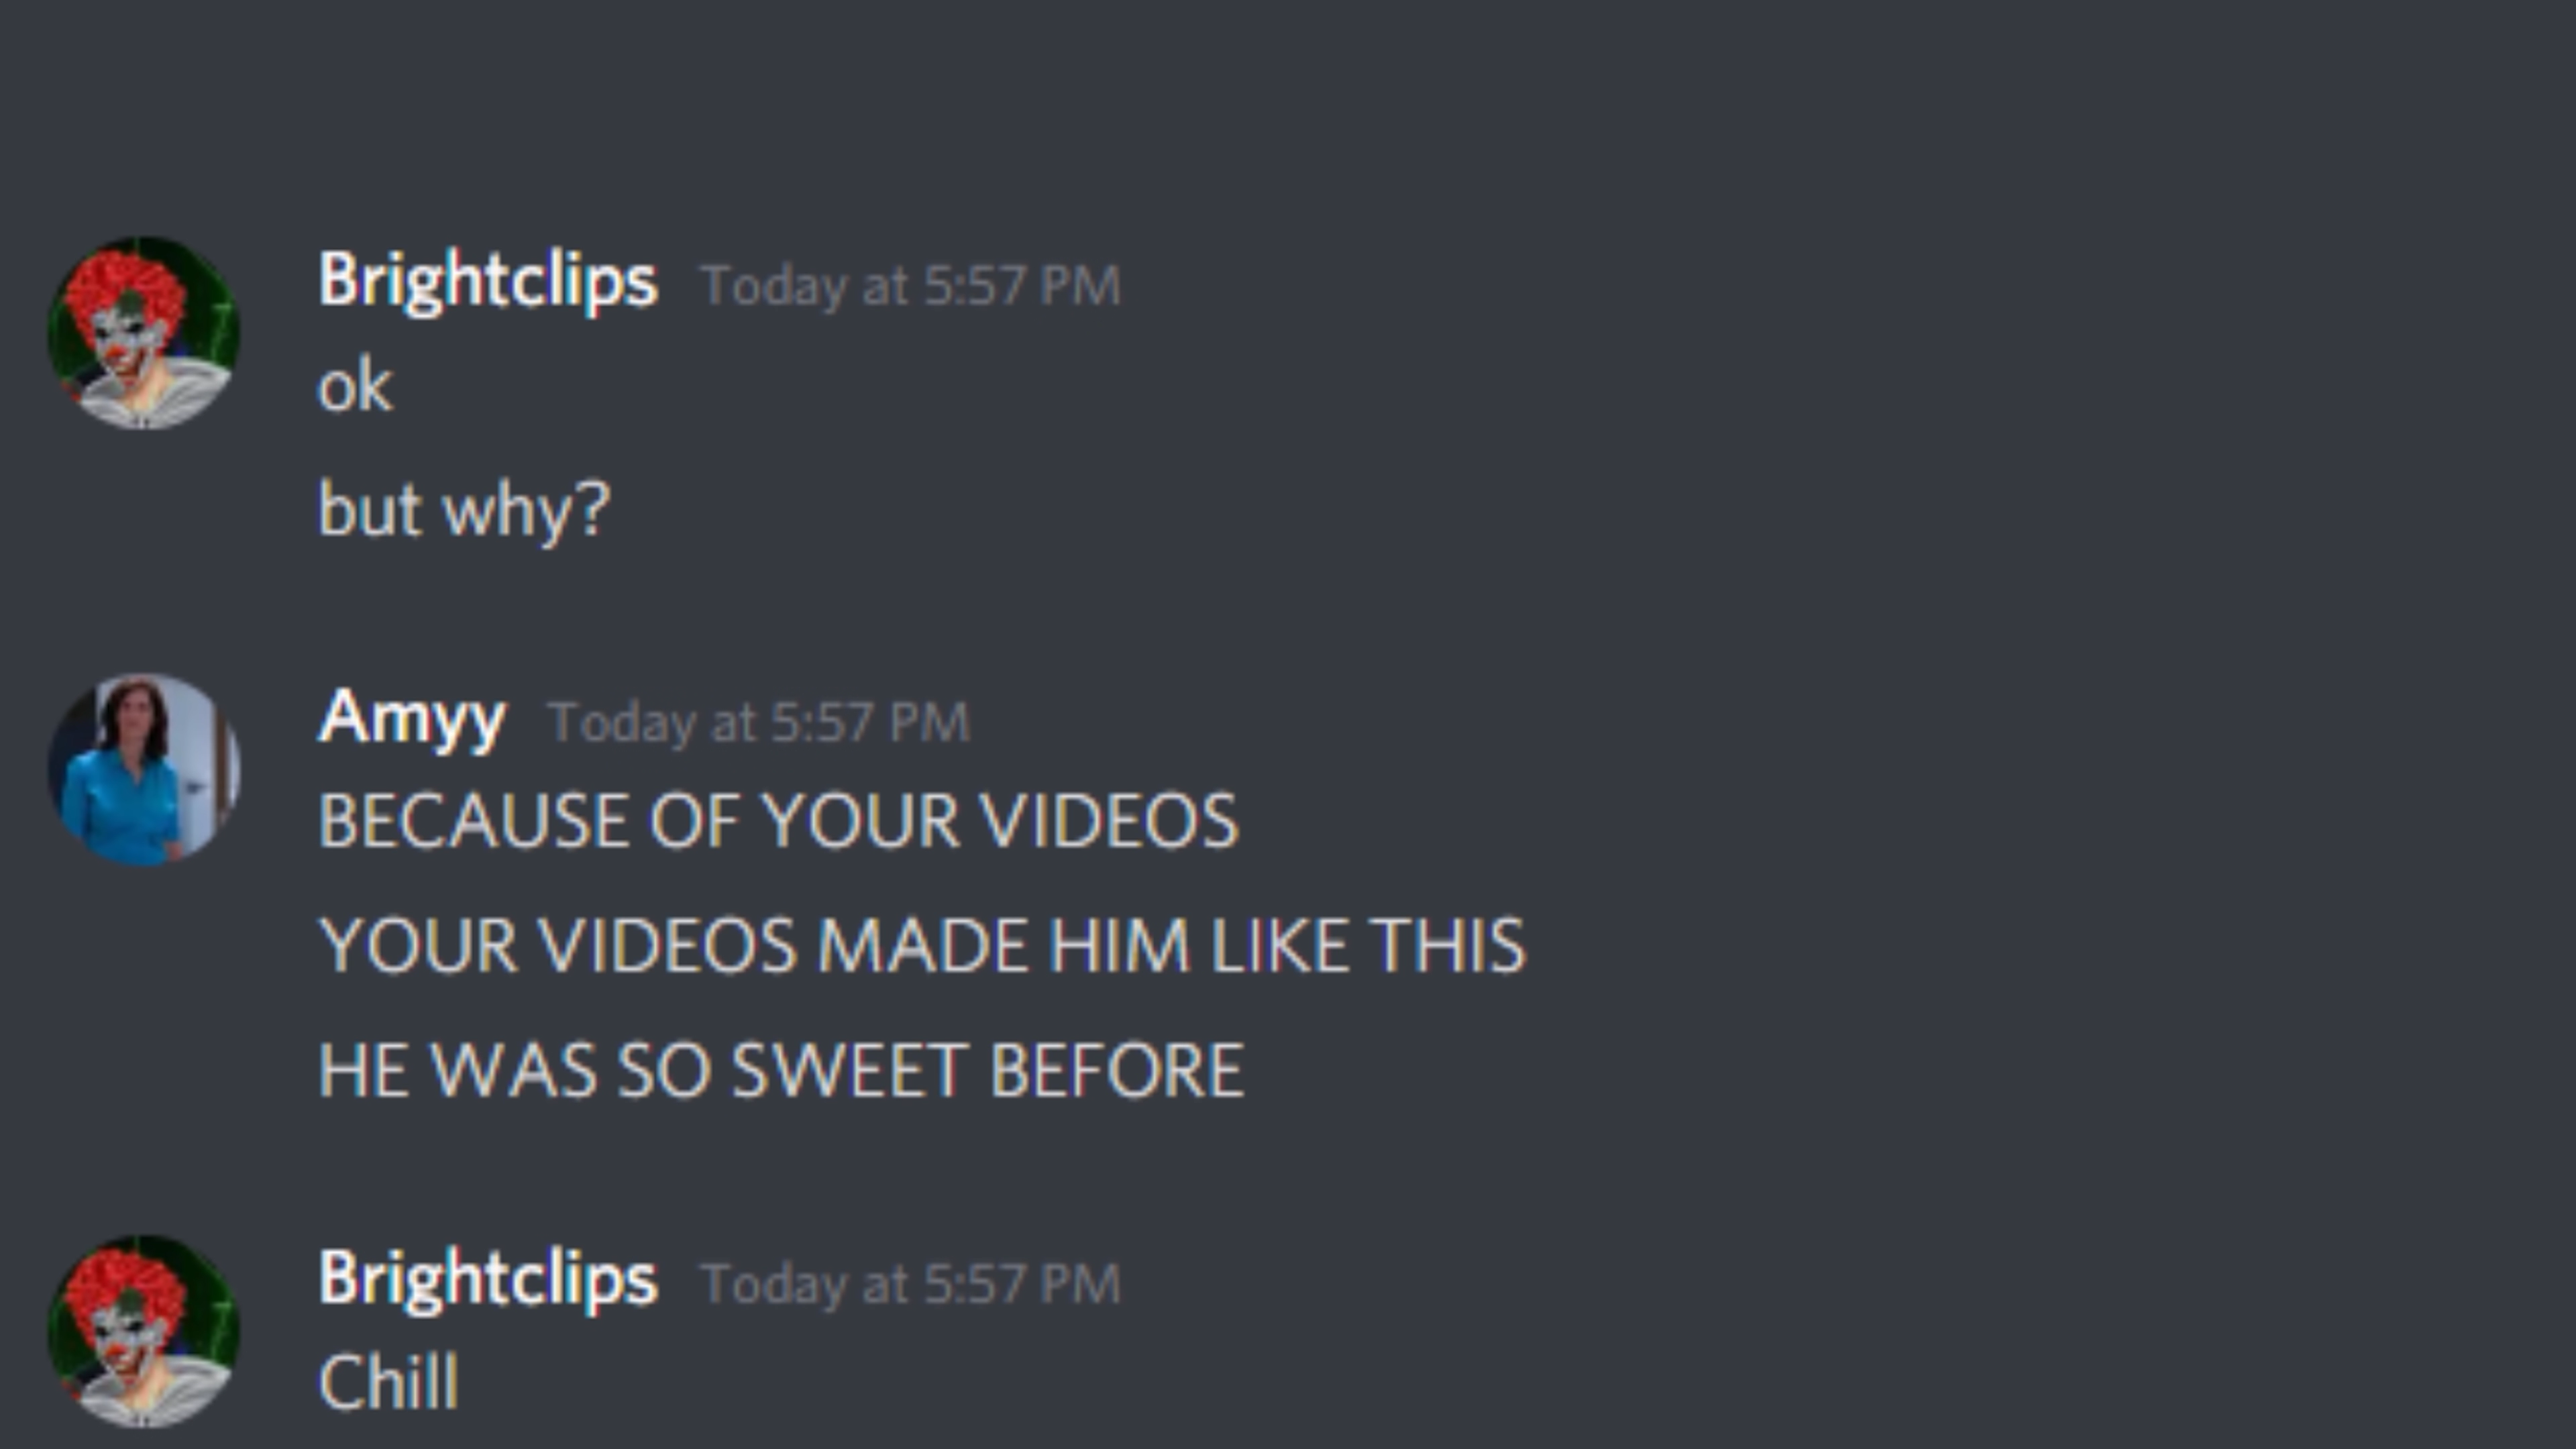 Brightclips Today at 5:57 PM
ok
but why?
Amyy Today at 5:57 PM
BECAUSE OF YOUR VIDEOS
YOUR VIDEOS MADE HIM LIKE THIS
HE WAS SO SWEET BEFORE
Brightclips Today at 5:57 PM
Chill